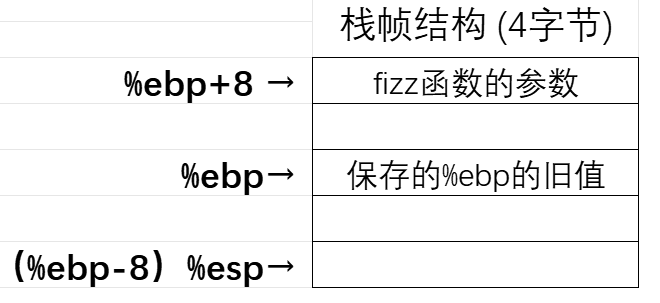 栈帧结构 (4字节)
%ebp+8 → fizz函数的参数
%ebp→ 保存的%ebp的旧值
(%ebp-8) %esp→